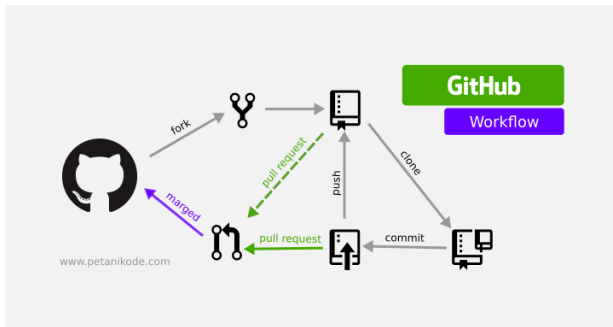 GitHub
Workflow
fork
clone
pull request
push
marged
pull request
commit
www.petanikode.com